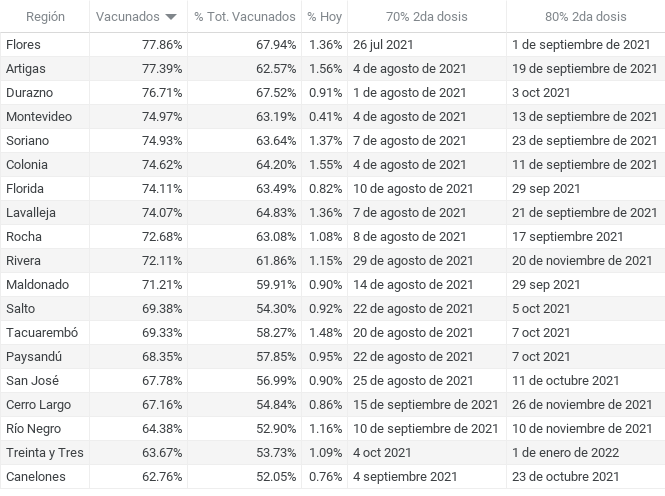 Región Vacunados % Tot. Vacunados % Hoy 70% 2da dosis 80% 2da dosis
Flores 77.86% 67.94% 1.36% 26 jul 2021 1 de septiembre de 2021
Artigas 77.39% 62.57% 1.56% 4 de agosto de 2021 19 de septiembre de 2021
Durazno 76.71% 67.52% 0.91% 1 de agosto de 2021 3 oct 2021
Montevideo 74.97% 63.19% 0.41% 4 de agosto de 2021 13 de septiembre de 2021
Soriano 74.93% 63.64% 1.37% 7 de agosto de 2021 23 de septiembre de 2021
Colonia 74.62% 64.20% 1.55% 4 de agosto de 2021 11 de septiembre de 2021
Florida 74.11% 63.49% 0.82% 10 de agosto de 2021 29 sep 2021
Lavalleja 74.07% 64.83% 1.36% 7 de agosto de 2021 21 de septiembre de 2021
Rocha 72.68% 63.08% 1.08% 8 de agosto de 2021 17 septiembre 2021
Rivera 72.11% 61.86% 1.15% 29 de agosto de 2021 20 de noviembre de 2021
Maldonado 71.21% 59.91% 0.90% 14 de agosto de 2021 29 sep 2021
Salto 69.38% 54.30% 0.92% 22 de agosto de 2021 5 oct 2021
Tacuarembó 69.33% 58.27% 1.48% 20 de agosto de 2021 7 oct 2021
Paysandú 68.35% 57.85% 0.95% 22 de agosto de 2021 7 oct 2021
San José 67.78% 56.99% 0.90% 25 de agosto de 2021 11 de octubre 2021
Cerro Largo 67.16% 54.84% 0.86% 15 de septiembre de 2021 26 de noviembre de 2021
Río Negro 64.38% 52.90% 1.16% 10 de septiembre de 2021 10 de noviembre de 2021
Treinta y Tres 63.67% 53.73% 1.09% 4 oct 2021 1 de enero de 2022
Canelones 62.76% 52.05% 0.76% 4 septiembre 2021 23 de octubre 2021